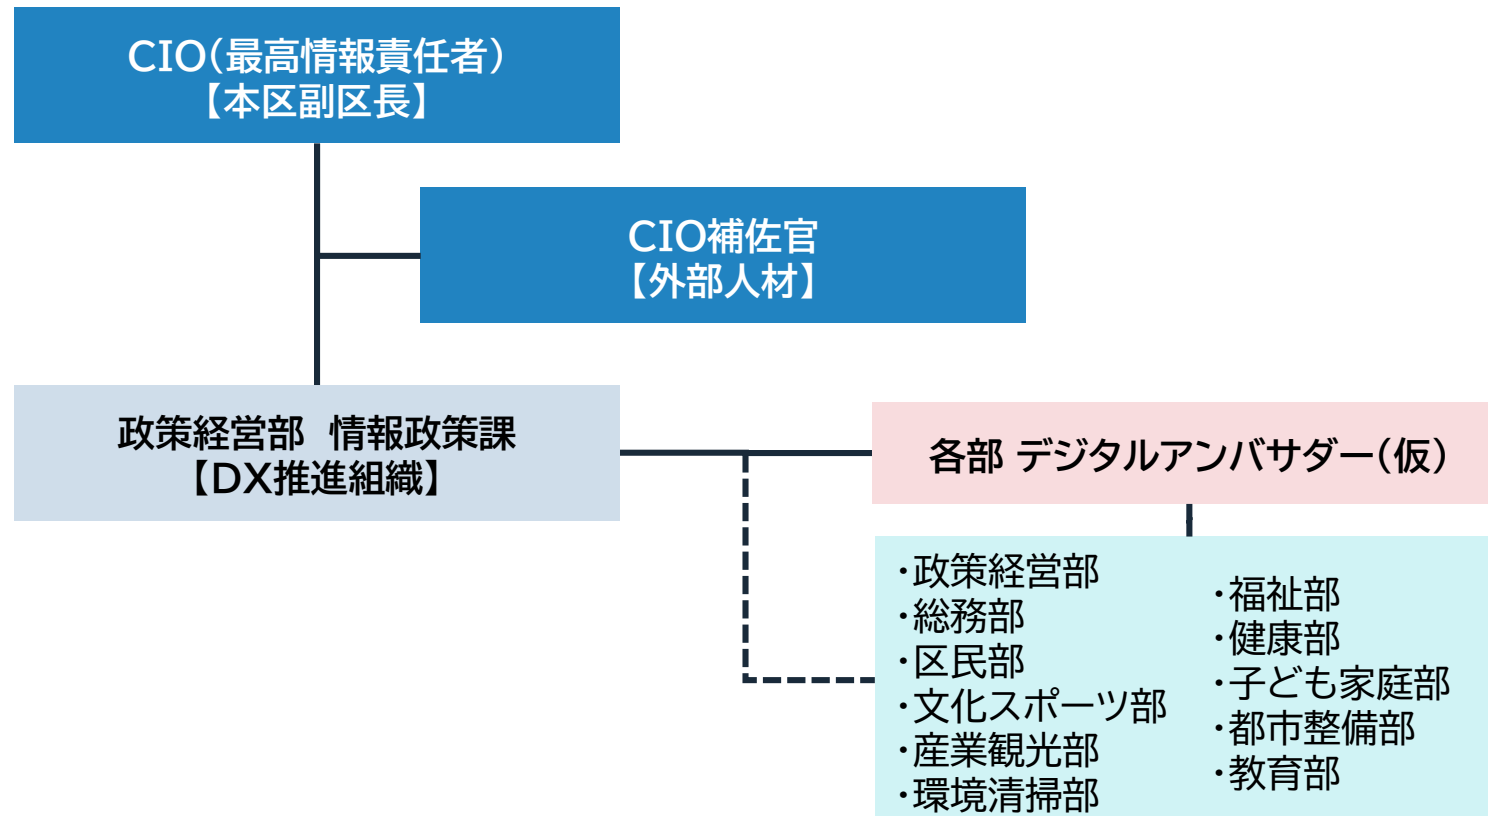 CIO(最高情報責任者)
【本区副区長】
CIO補佐官
【外部人材】
政策経営部　情報政策課
【DX推進組織】
各部 デジタルアンバサダー(仮)
・政策経営部
・総務部
・区民部
・文化スポーツ部
・産業観光部
・環境清掃部
・福祉部
・健康部
・子ども家庭部
・都市整備部
・教育部